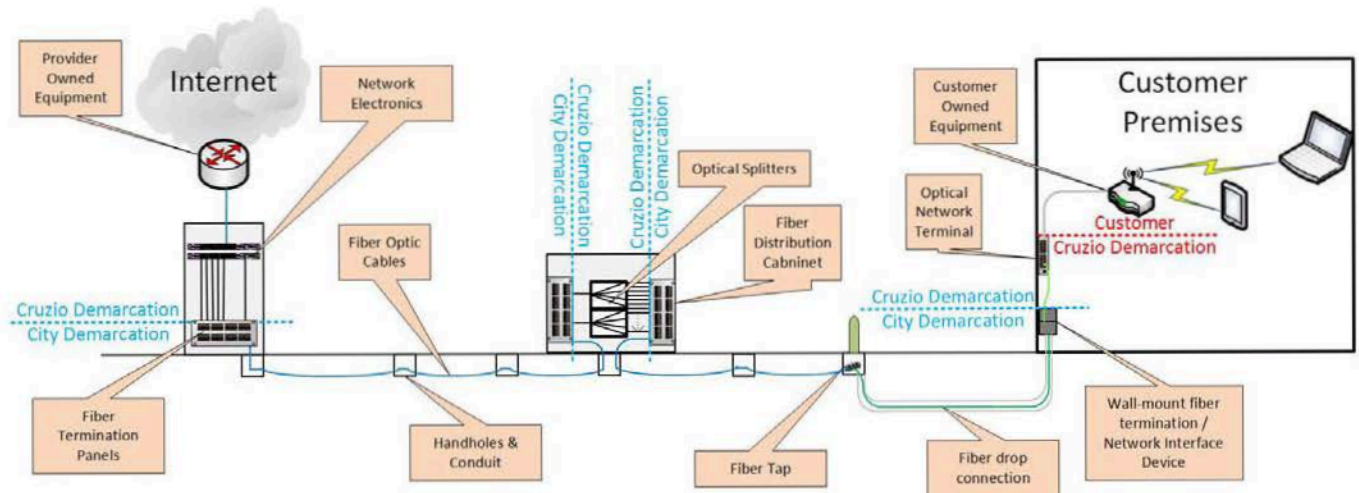 Provider
Owned
Equipment
Internet
Network
Electronics
Cruzio Demarcation
City Demarcation
Fiber
Termination
Panels
Fiber Optic
Cables
Handholes &
Conduit
City Demarcation
Cruzio Demarcation
Cruzio Demarcation
City Demarcation
Optical Splitters
Fiber
Distribution
Cabninet
Fiber Tap
Customer
Owned
Equipment
Optical
Network
Terminal
Customer
Premises
Customer
Cruzio Demarcation
Cruzio Demarcation
City Demarcation
Fiber drop
connection
Wall-mount fiber
termination /
Network Interface
Device